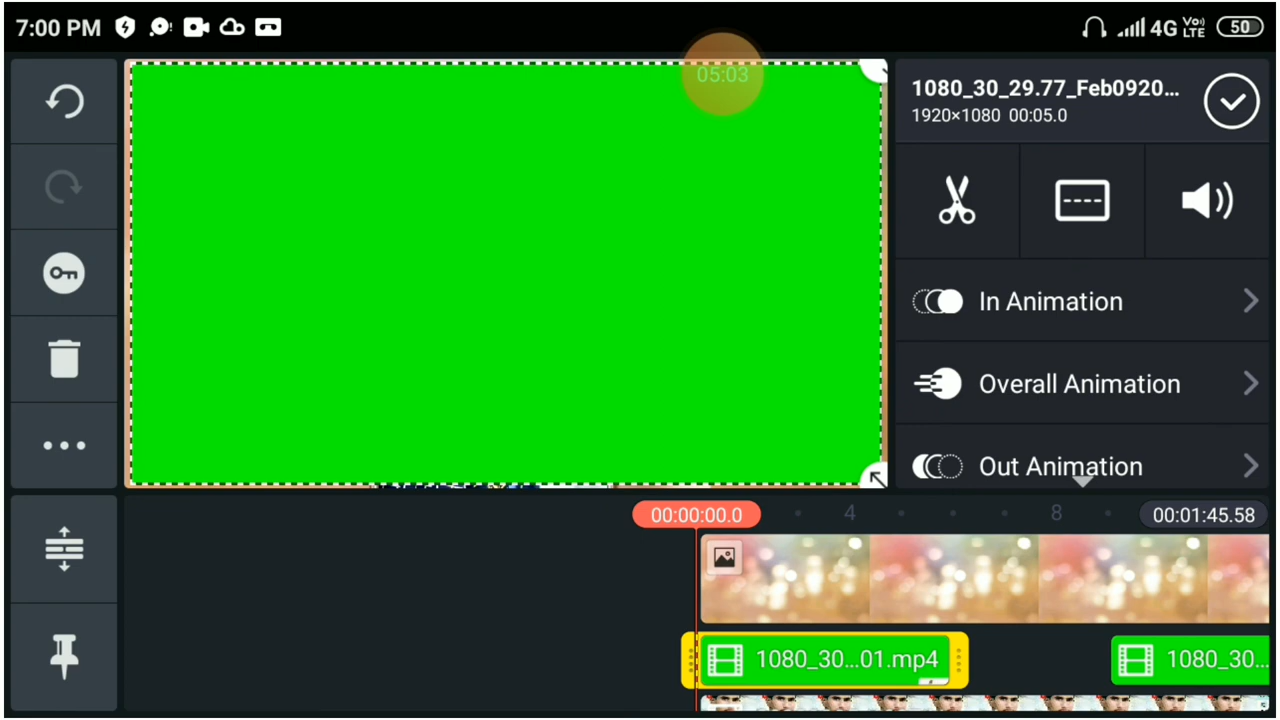 7:00 PM
4G Vo)) LTE 50
05:03
1080_30_29.77_Feb0920...
1920×1080 00:05.0
In Animation
Overall Animation
Out Animation
00:00:00.0 4 8 00:01:45.58
1080_30...01.mp4
1080_30...